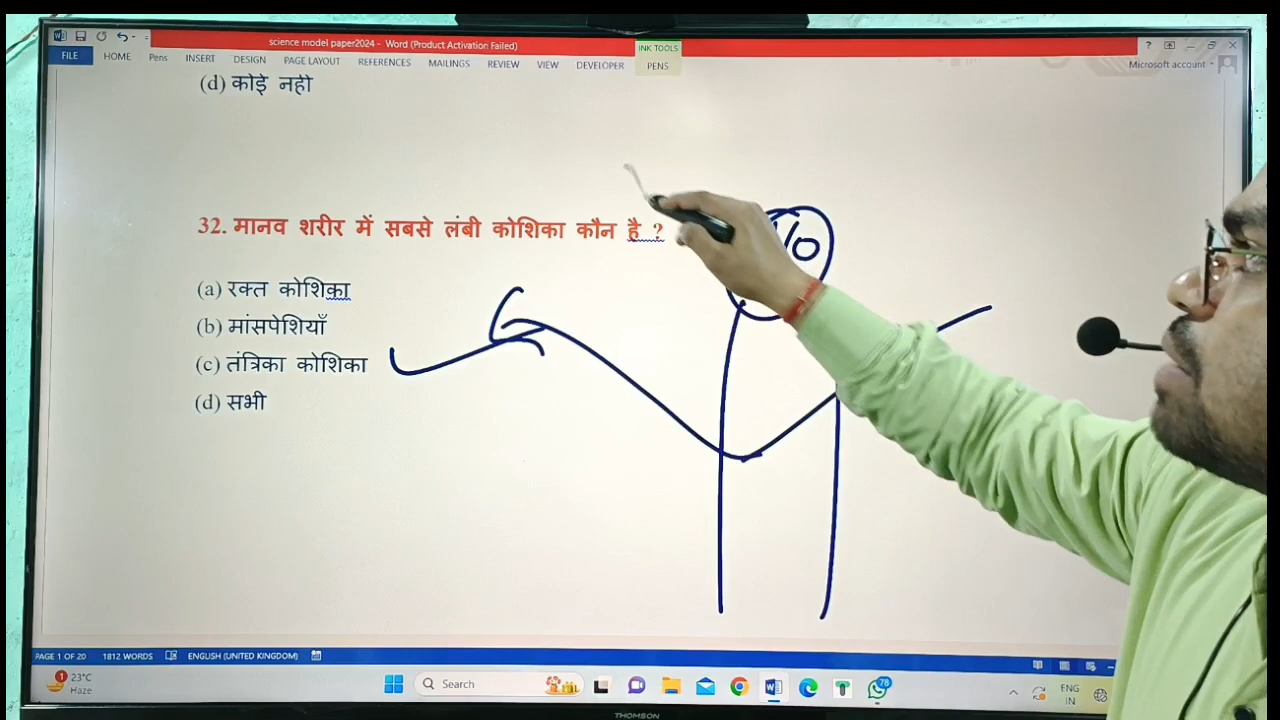 science model paper2024 - Word (Product Activation Failed)
INK TOOLS
FILE HOME Pens INSERT DESIGN PAGE LAYOUT REFERENCES MAILINGS REVIEW VIEW DEVELOPER PENS
Microsoft account
(d) कोई नही
32. मानव शरीर में सबसे लंबी कोशिका कौन है ?
(a) रक्त कोशिका
(b) मांसपेशियाँ
(c) तंत्रिका कोशिका
(d) सभी
PAGE 1 OF 20 1812 WORDS ENGLISH (UNITED KINGDOM)
1 23°C
Haze
Search
78
ENG
IN
THOMSON